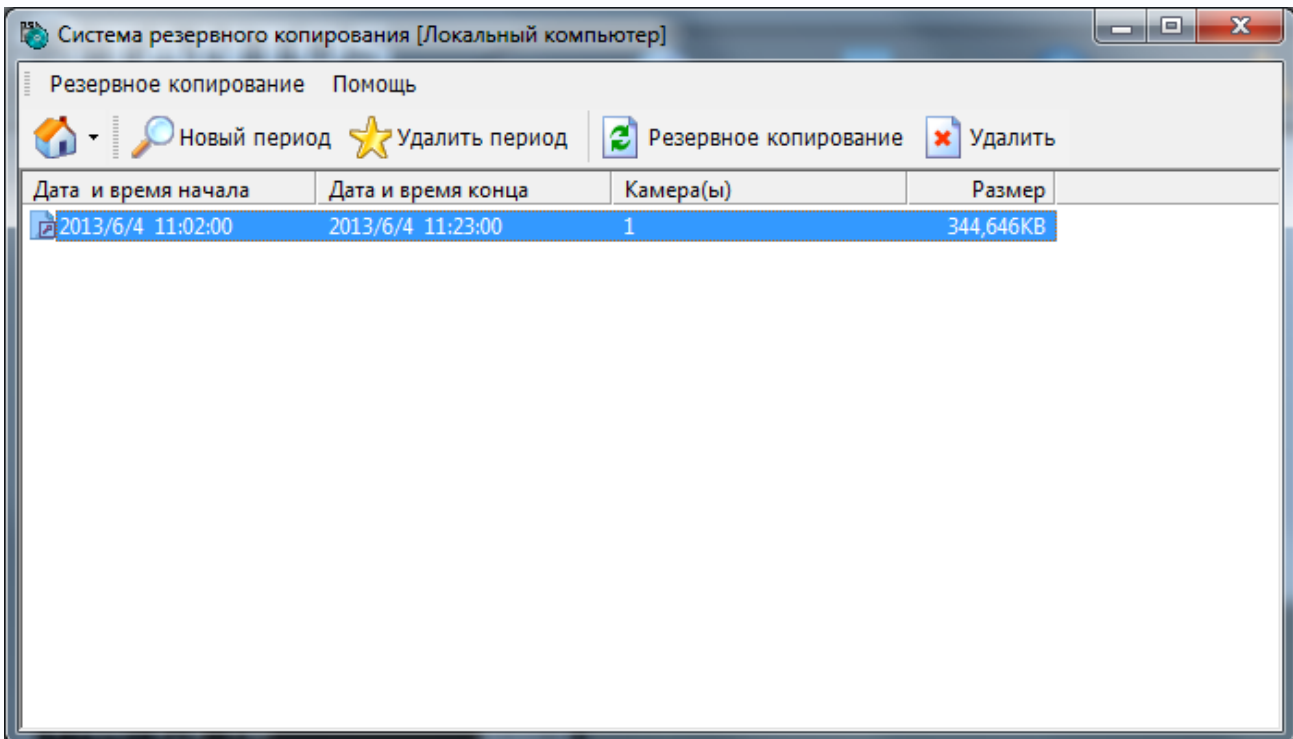 Система резервного копирования [Локальный компьютер]
Резервное копирование Помощь
Новый период Удалить период Резервное копирование Удалить
Дата и время начала Дата и время конца Камера(ы) Размер
2013/6/4 11:02:00 2013/6/4 11:23:00 1 344,646KB